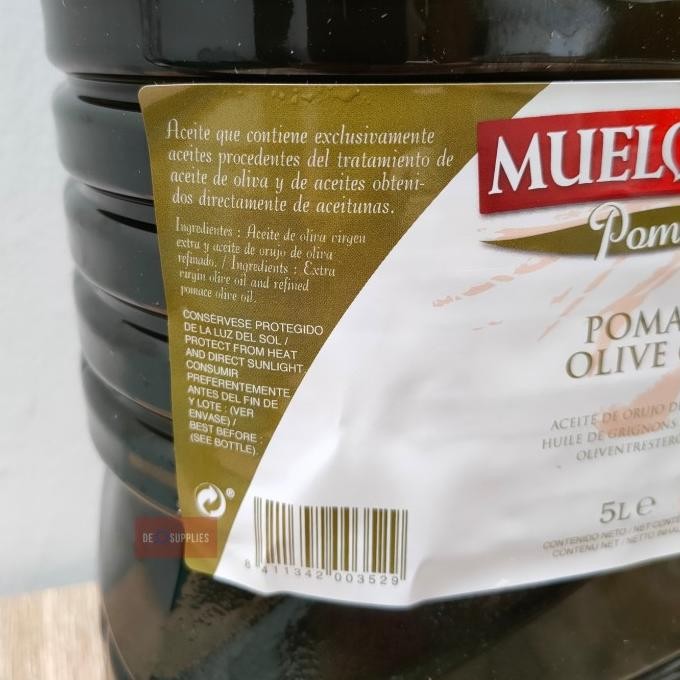 Aceite que contiene exclusivamente
aceites procedentes del tratamiento de
aceite de oliva y de aceites obteni-
dos directamente de aceitunas.
Ingredientes : Aceite de oliva virgen
extra y aceite de orujo de oliva
refinado. / Ingredients : Extra
virgin olive oil and refined
pomace olive oil.
CONSÉRVESE PROTEGIDO
DE LA LUZ DEL SOL /
PROTECT FROM HEAT
AND DIRECT SUNLIGHT.
CONSUMIR
PREFERENTEMENTE
ANTES DEL FIN DE
Y LOTE : (VER
ENVASE) /
BEST BEFORE :
(SEE BOTTLE).
®
8 411342 003529
DE SUPPLIES
MUELO
Pom
POMA
OLIVE
ACEITE DE ORUJO DE
HUILE DE GRIGNONS
OLIVENTRESTERÖ
5L e
CONTENIDO NETO / NET CONTE
CONTENU NET / NETTO INHAL